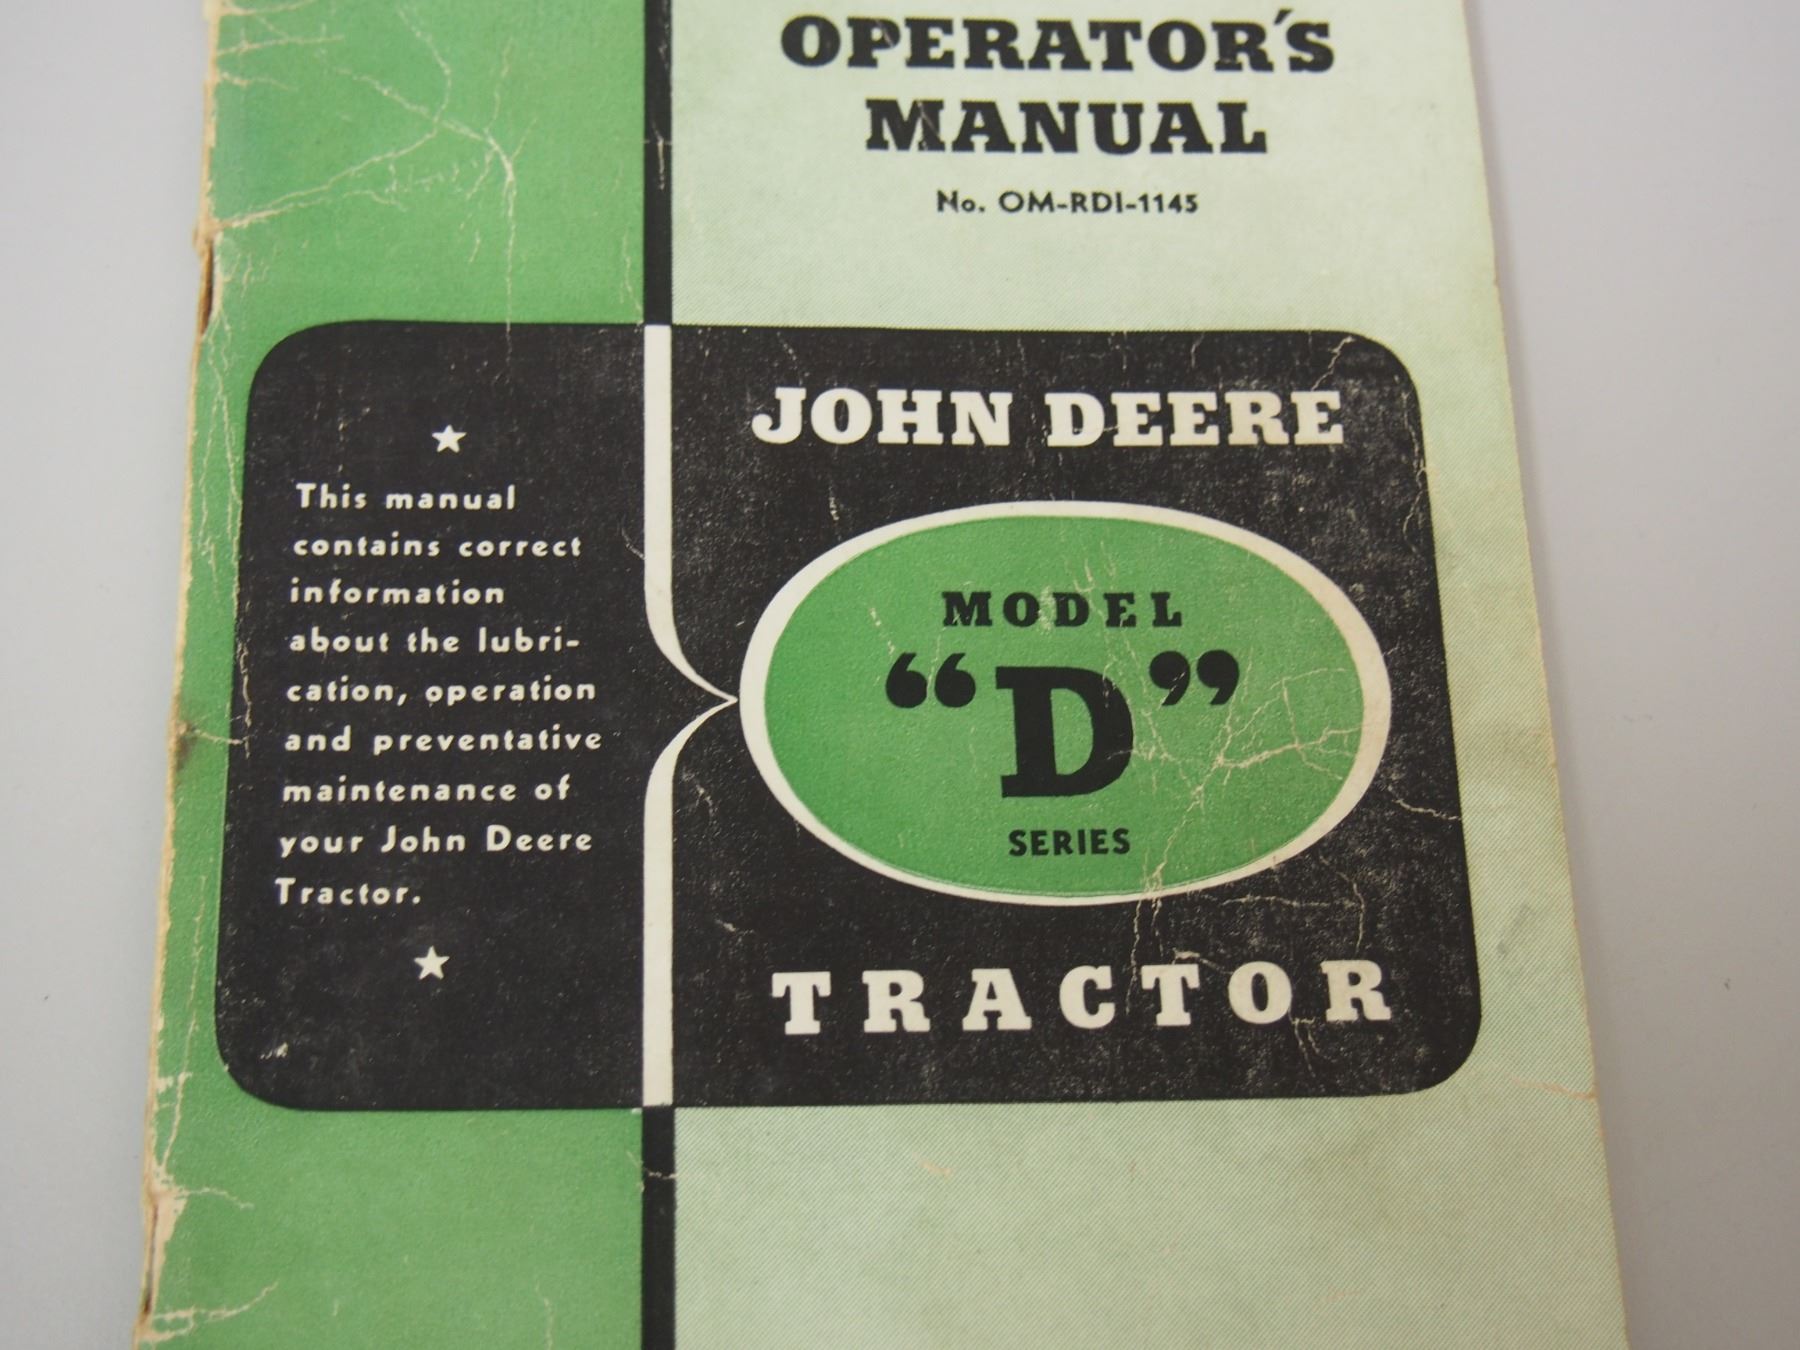 OPERATOR'S
MANUAL
No. OM-RDI-1145
This manual
contains correct
information
about the lubri-
cation, operation
and preventative
maintenance of
your John Deere
Tractor.
JOHN DEERE
MODEL
“D”
SERIES
TRACTOR